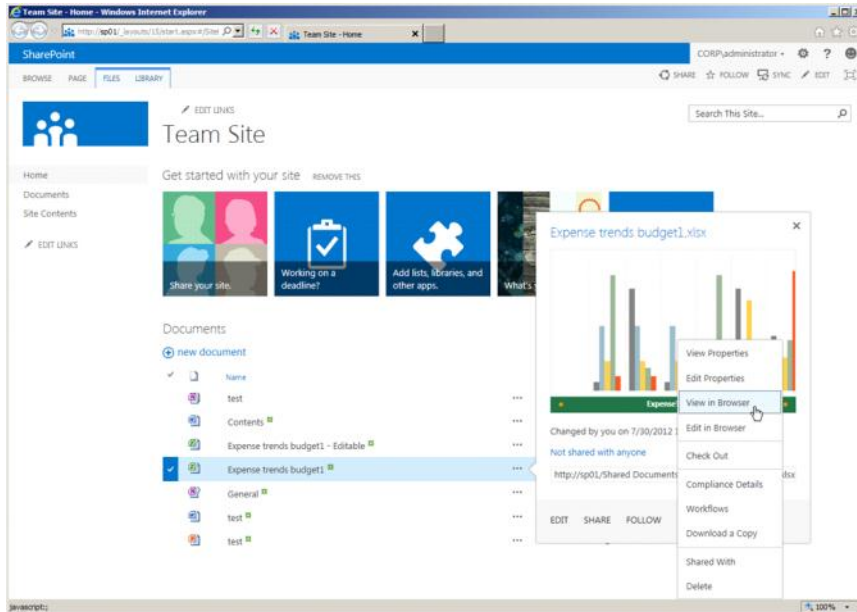 Team Site - Home - Windows Internet Explorer
http://sp01/_layouts/15/start.aspx#/Site
Team Site - Home
SharePoint
CORP\administrator
BROWSE PAGE FILES LIBRARY
SHARE FOLLOW SYNC EDIT
EDIT LINKS
Team Site
Search This Site...
Home
Documents
Site Contents
EDIT LINKS
Get started with your site REMOVE THIS
Share your site.
Working on a deadline?
Add lists, libraries, and other apps.
What's
Documents
new document
Name
test
Contents
Expense trends budget1 - Editable
Expense trends budget1
General
test
test
Expense trends budget1.xlsx
Expense
Changed by you on 7/30/2012
Not shared with anyone
http://sp01/Shared Documents
dsx
EDIT SHARE FOLLOW
View Properties
Edit Properties
View in Browser
Edit in Browser
Check Out
Compliance Details
Workflows
Download a Copy
Shared With
Delete
javascript:;
100%